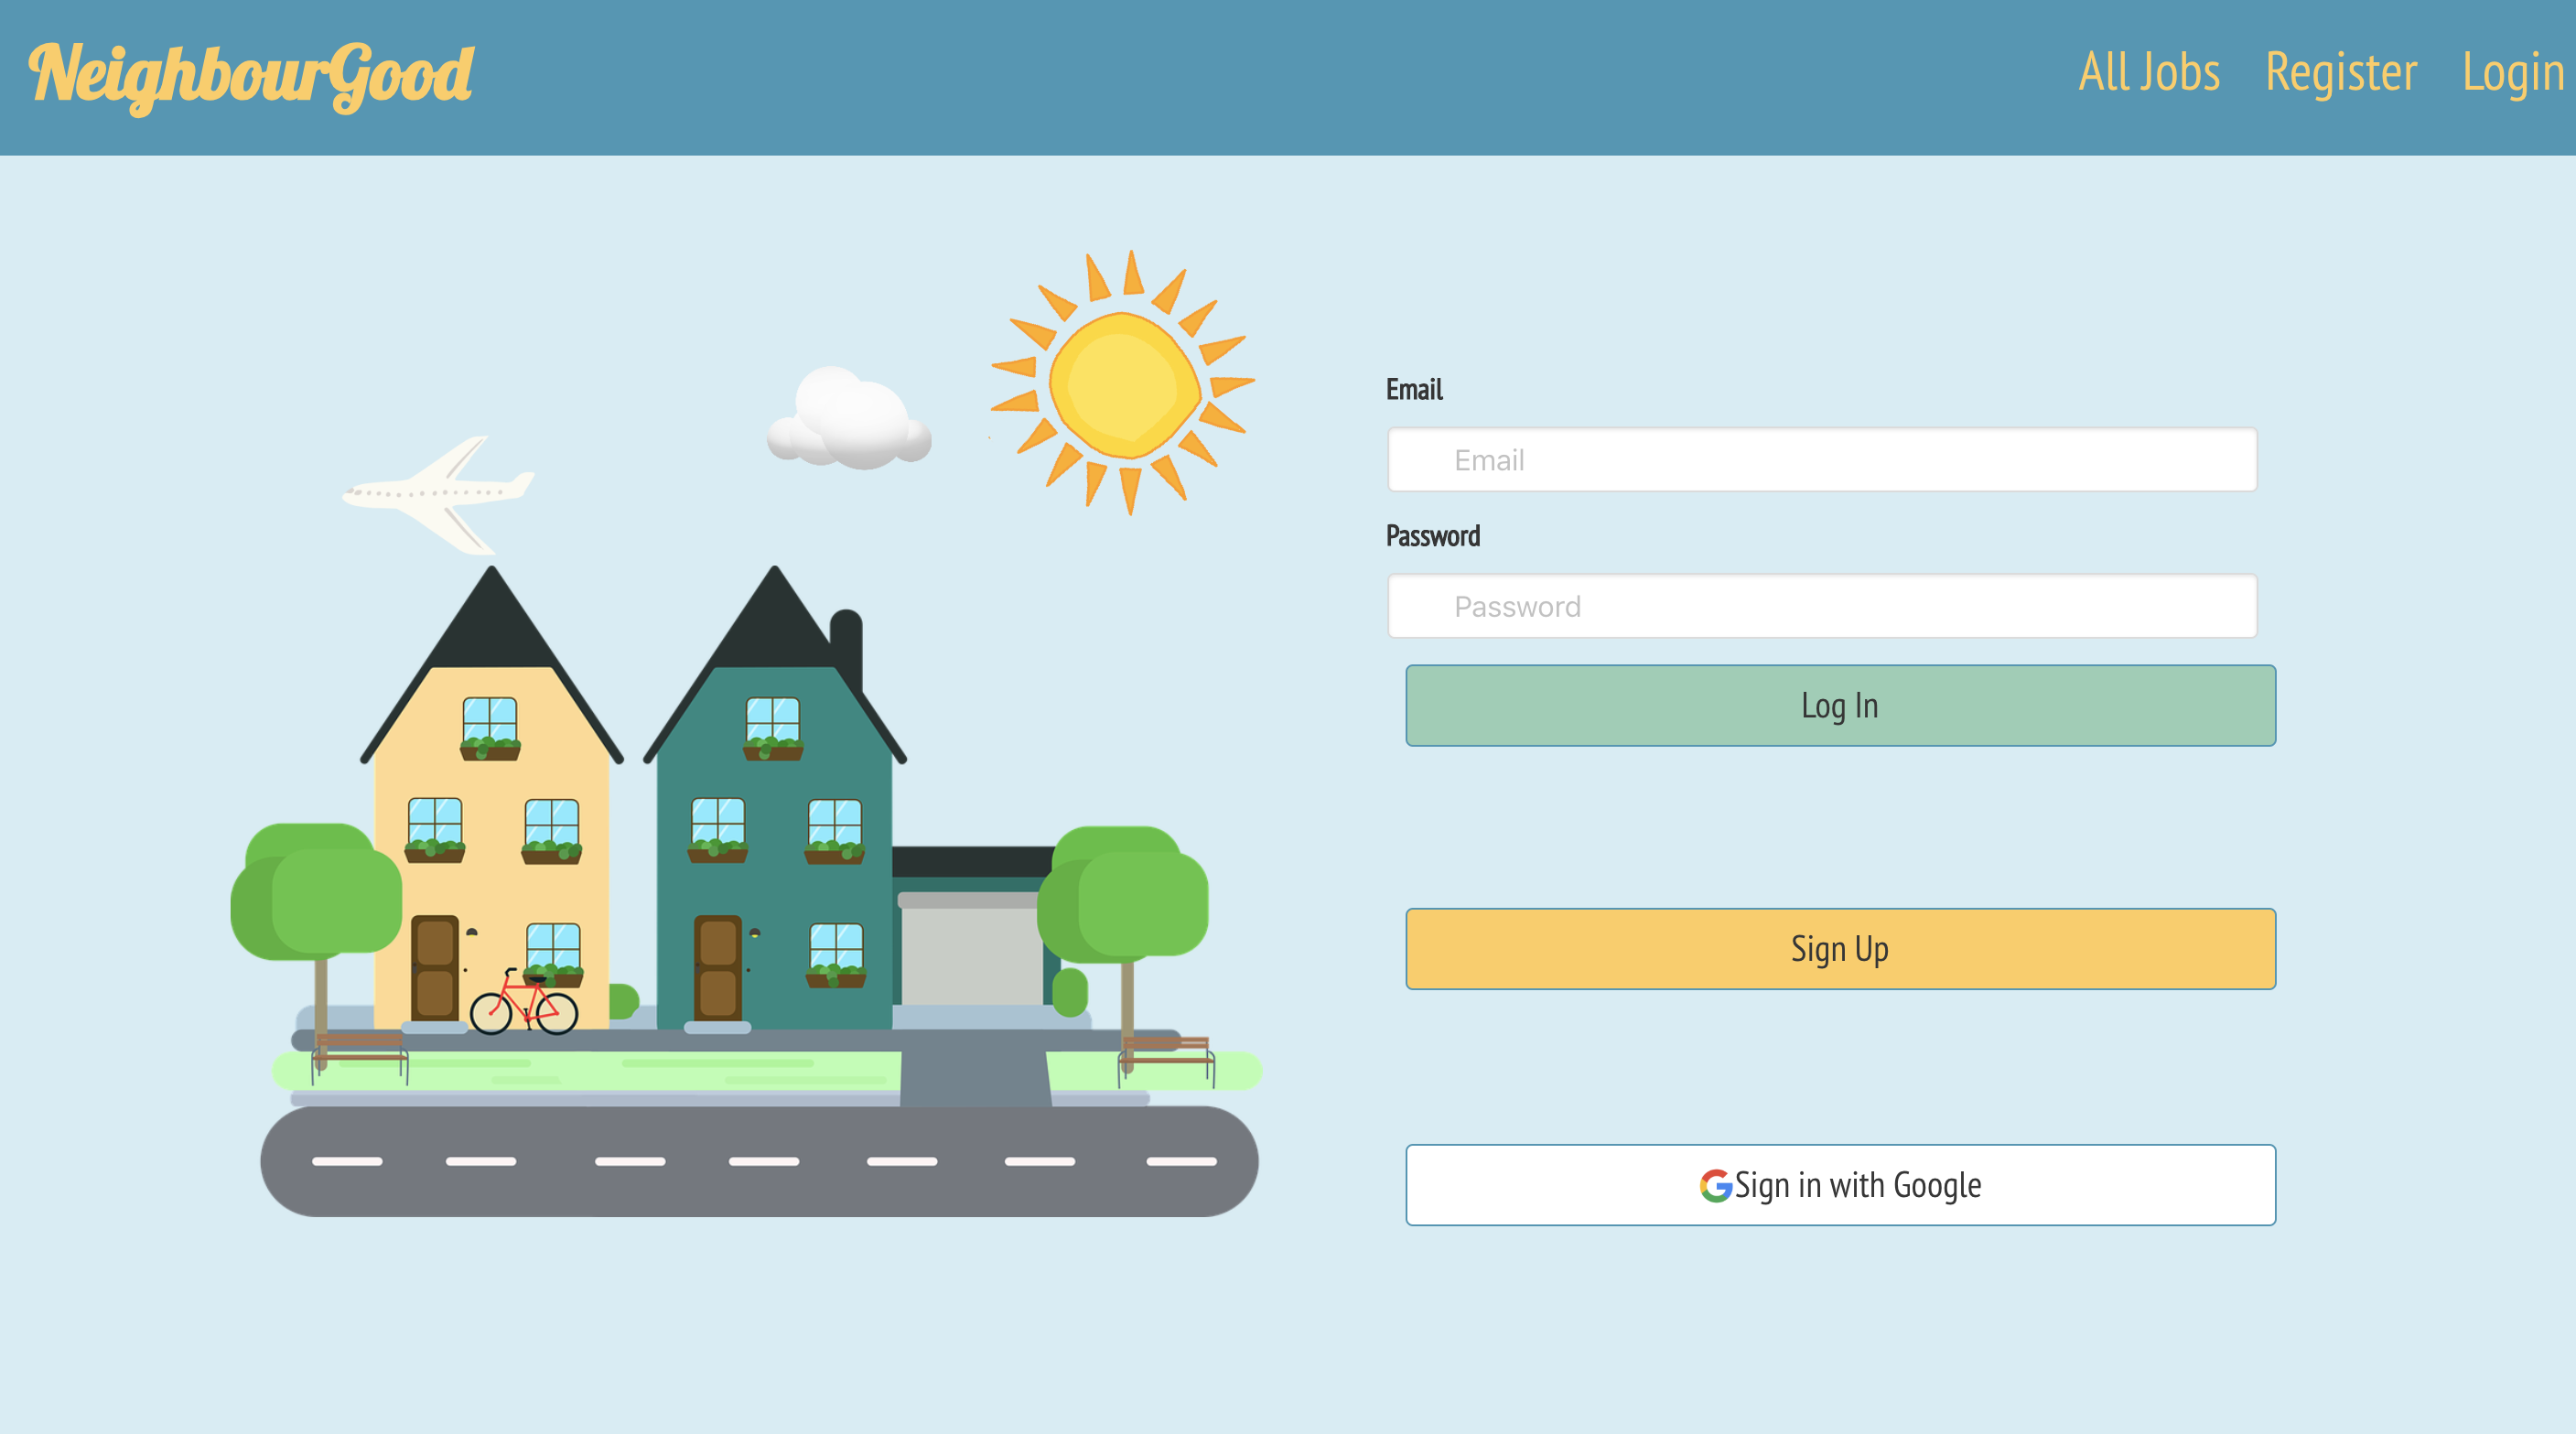 NeighbourGood
All Jobs Register Login
Email
Email
Password
Password
Log In
Sign Up
Sign in with Google